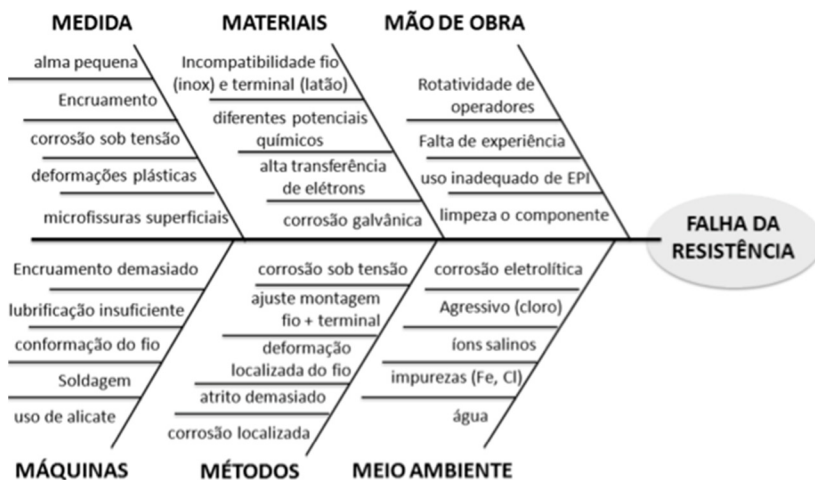 MEDIDA
alma pequena
Encruamento
corrosão sob tensão
deformações plásticas
microfissuras superficiais
MATERIAIS
Incompatibilidade fio
(inox) e terminal (latão)
diferentes potenciais
químicos
alta transferência
de elétrons
corrosão galvânica
MÃO DE OBRA
Rotatividade de
operadores
Falta de experiência
uso inadequado de EPI
limpeza o componente
FALHA DA
RESISTÊNCIA
Encruamento demasiado
lubrificação insuficiente
conformação do fio
Soldagem
uso de alicate
MÁQUINAS
corrosão sob tensão
ajuste montagem
fio + terminal
deformação
localizada do fio
atrito demasiado
corrosão localizada
MÉTODOS
corrosão eletrolítica
Agressivo (cloro)
íons salinos
impurezas (Fe, Cl)
água
MEIO AMBIENTE